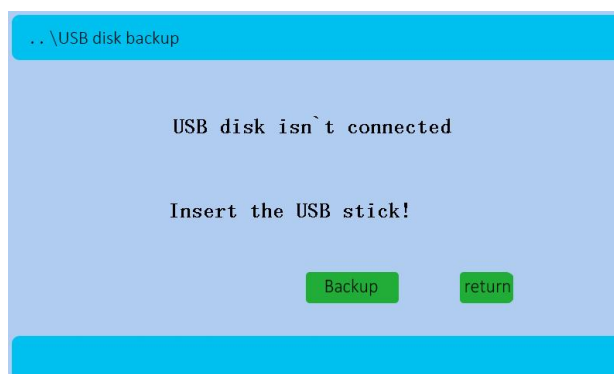 ..\USB disk backup
USB disk isn`t connected
Insert the USB stick!
Backup return